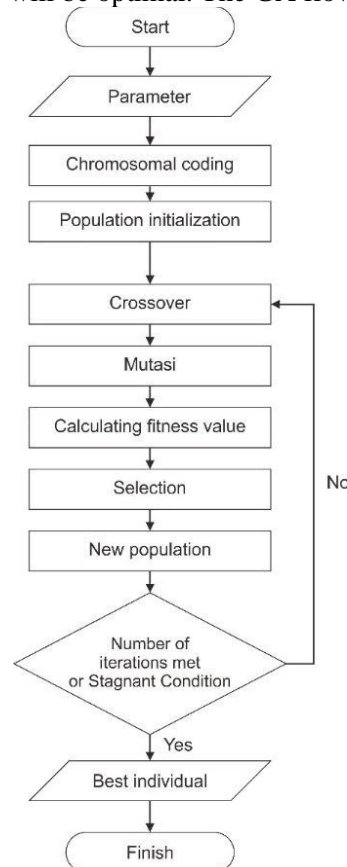 Start
Parameter
Chromosomal coding
Population initialization
Crossover
Mutasi
Calculating fitness value
Selection
No
New population
Number of
iterations met
or Stagnant Condition
Yes
Best individual
Finish